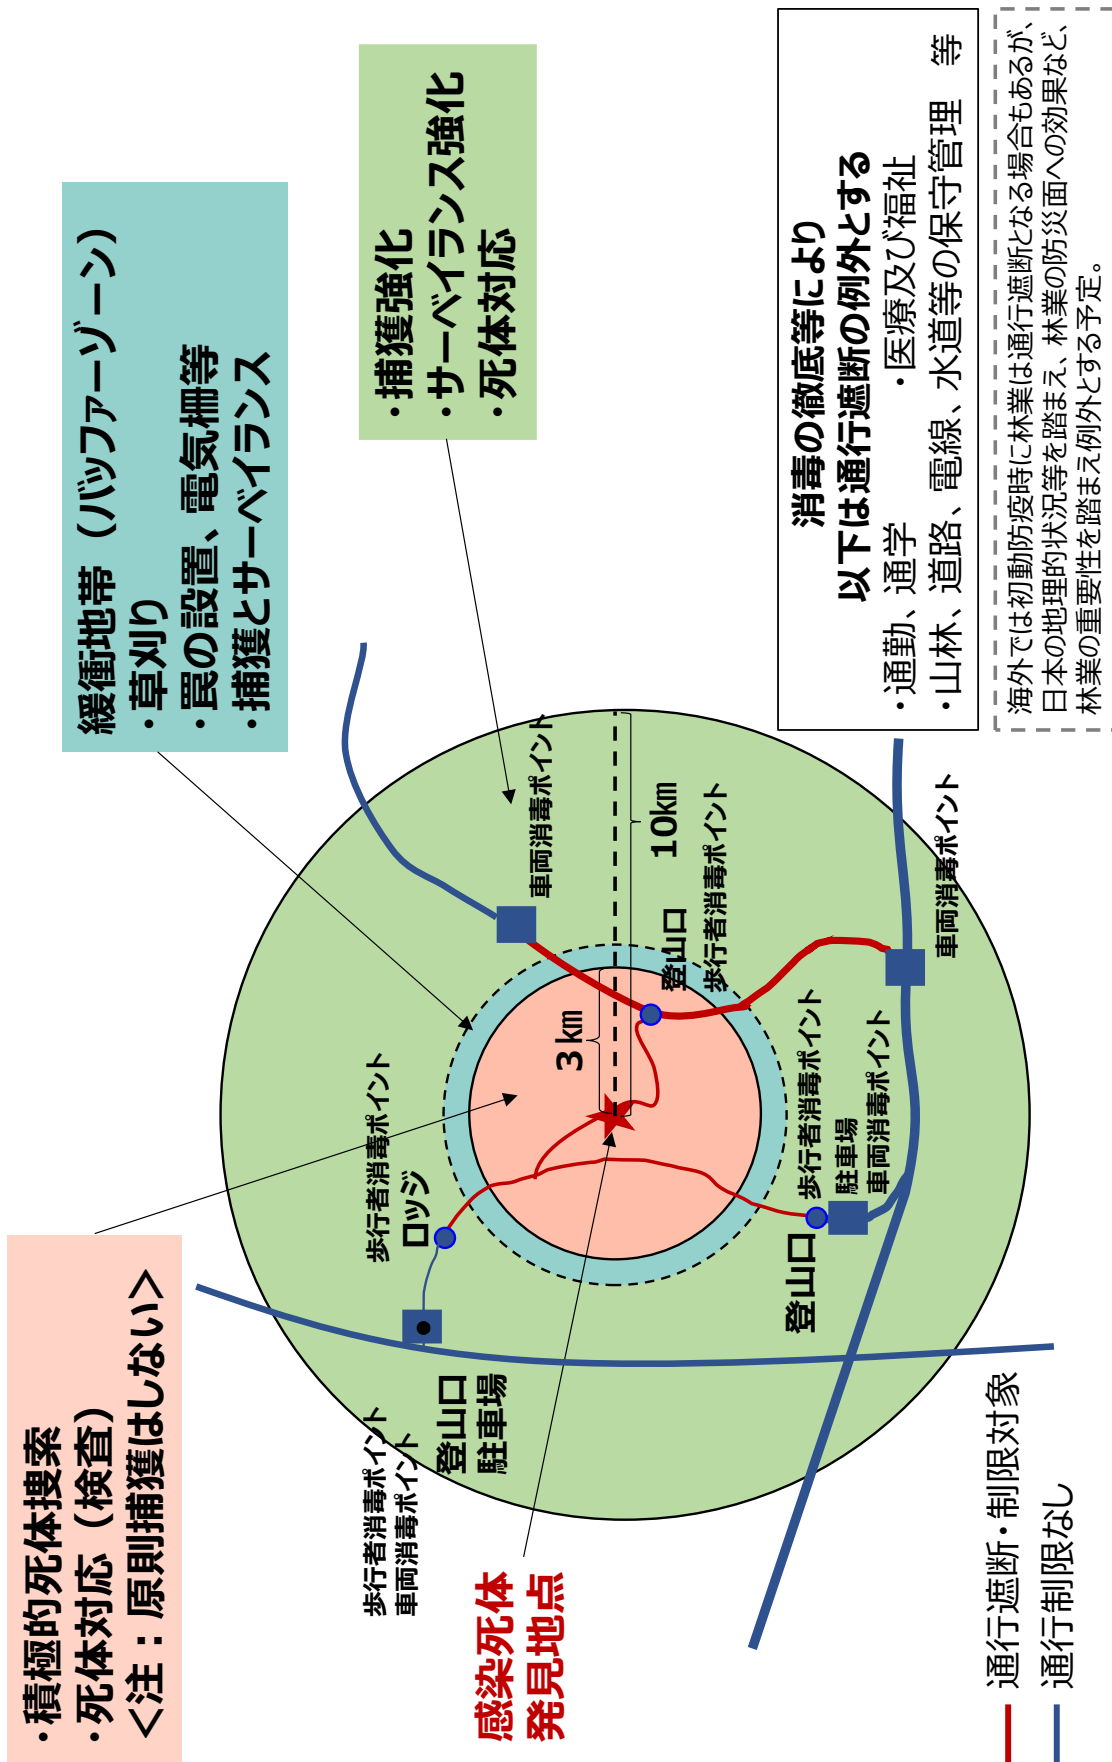 ・積極的死体捜索
・死体対応（検査）
＜注：原則捕獲はしない＞
緩衝地帯（バッファーゾーン）
・草刈り
・罠の設置、電気柵等
・捕獲とサーベイランス
・捕獲強化
・サーベイランス強化
・死体対応
歩行者消毒ポイント
車両消毒ポイント
登山口
駐車場
歩行者消毒ポイント
ロッジ
感染死体
発見地点
3㎞
10㎞
車両消毒ポイント
登山口
歩行者消毒ポイント
登山口
歩行者消毒ポイント
駐車場
車両消毒ポイント
車両消毒ポイント
消毒の徹底等により
以下は通行遮断の例外とする
・通勤、通学　　　・医療及び福祉
・山林、道路、電線、水道等の保守管理　等
海外では初動防疫時に林業は通行遮断となる場合もあるが、
日本の地理的状況等を踏まえ、林業の防災面への効果など、
林業の重要性を踏まえ例外とする予定。
通行遮断・制限対象
通行制限なし